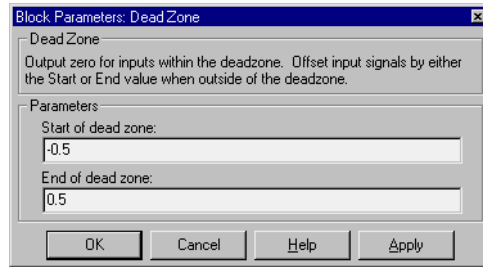 Block Parameters: Dead Zone
Dead Zone
Output zero for inputs within the deadzone. Offset input signals by either
the Start or End value when outside of the deadzone.
Parameters
Start of dead zone:
-0.5
End of dead zone:
0.5
OK Cancel Help Apply